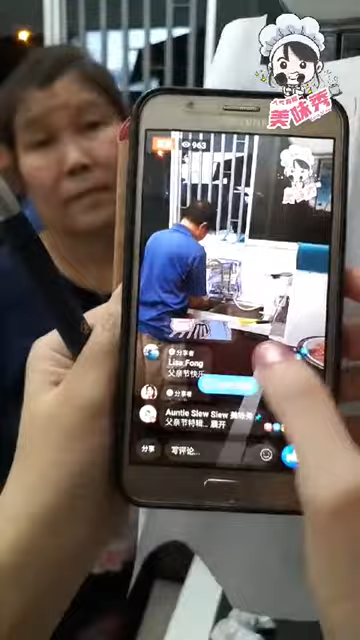 美味秀
SAMSUNG
963
分享者
Lisa Fong
父亲节快乐
分享者
Auntie Siew Siew 美味秀
父亲节特辑... 展开
分享
写评论...